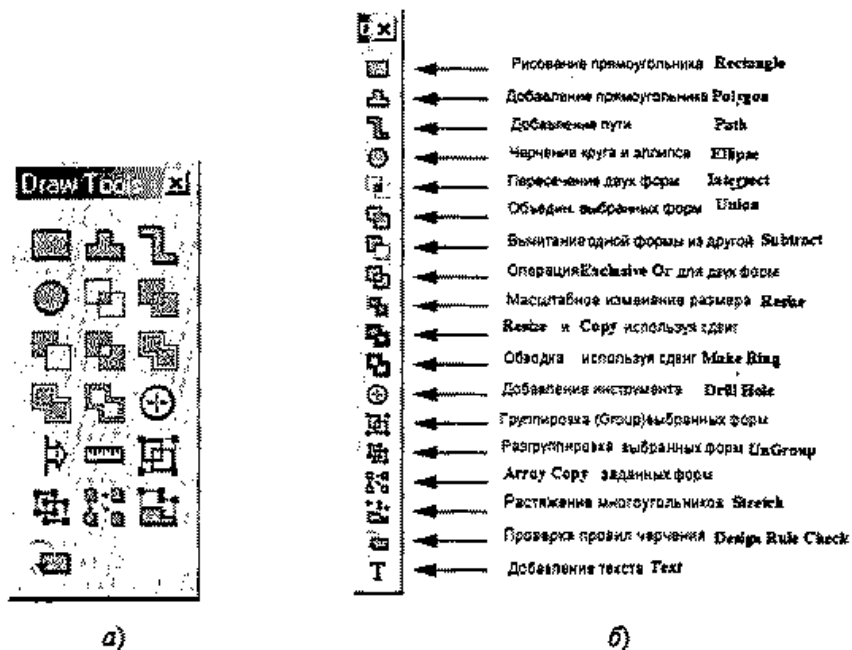 Draw Tools
Рисование прямоугольника Rectangle
Добавление прямоугольника Polygon
Добавление пути Path
Черчение круга и эллипса Ellipse
Пересечение двух форм Intersect
Объедин. выбранных форм Union
Вычитание одной формы из другой Subtract
Операция Exclusive Or для двух форм
Масштабное изменение размера Resize
Resize и Copy используя сдвиг
Обводка используя сдвиг Make Ring
Добавления инструмента Drill Hole
Группировка (Group) выбранных форм
Разгруппировка выбранных форм UnGroup
Array Copy заданных форм
Растяжение многоугольников Stretch
Проверка правил черчения Design Rule Check
T Добавления текста Text
а)
б)